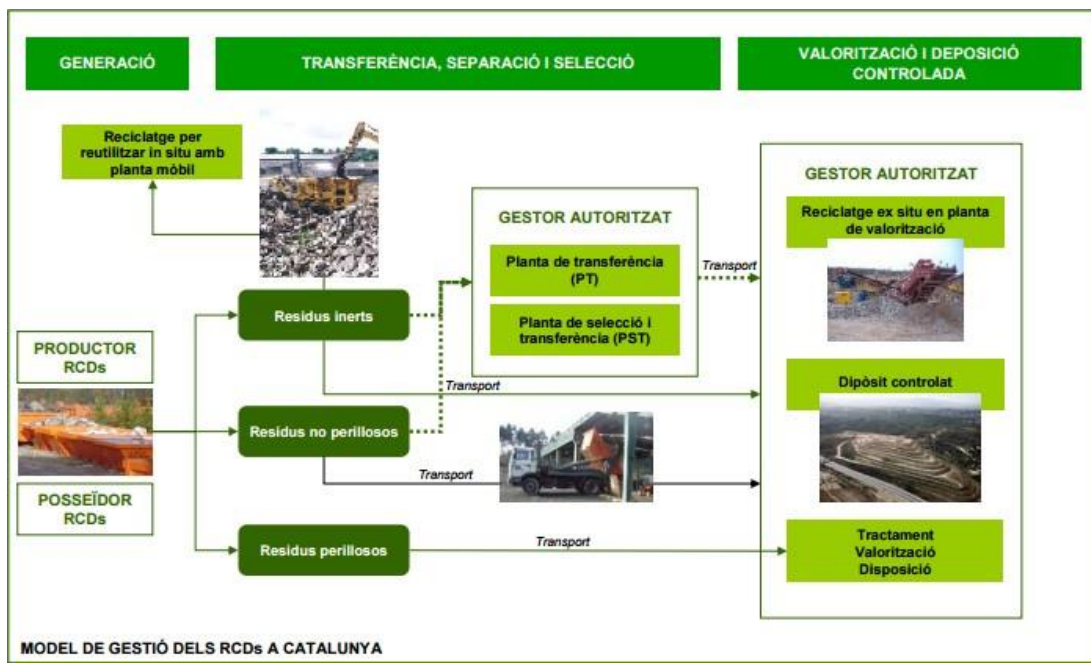 GENERACIÓ
TRANSFERÈNCIA, SEPARACIÓ I SELECCIÓ
VALORITZACIÓ I DEPOSICIÓ
CONTROLADA
Reciclatge per
reutilitzar in situ amb
planta mòbil
GESTOR AUTORITZAT
Planta de transferència
(PT)
Planta de selecció i
transferència (PST)
Transport
GESTOR AUTORITZAT
Reciclatge ex situ en planta
de valorització
Residus inerts
PRODUCTOR
RCDs
Transport
Dipòsit controlat
Residus no perillosos
Transport
POSSEÏDOR
RCDs
Residus perillosos
Transport
Tractament
Valorització
Disposició
MODEL DE GESTIÓ DELS RCDs A CATALUNYA